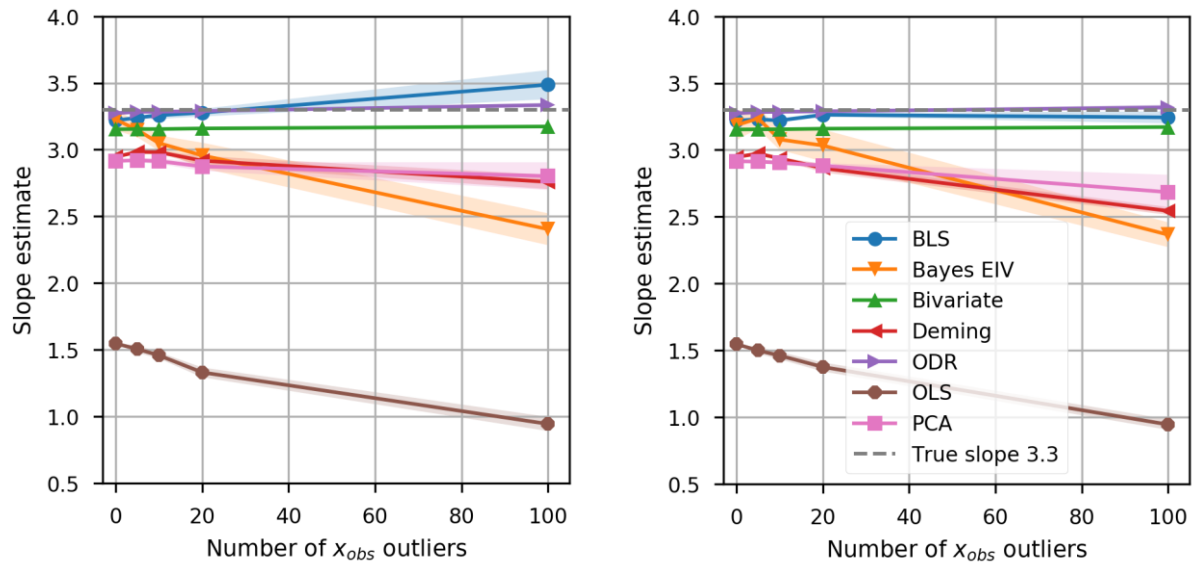 4.0
3.5
3.0
2.5
2.0
1.5
1.0
0.5
Slope estimate
0 20 40 60 80 100
Number of x_obs outliers
4.0
3.5
3.0
2.5
2.0
1.5
1.0
0.5
Slope estimate
BLS
Bayes EIV
Bivariate
Deming
ODR
OLS
PCA
True slope 3.3
0 20 40 60 80 100
Number of x_obs outliers